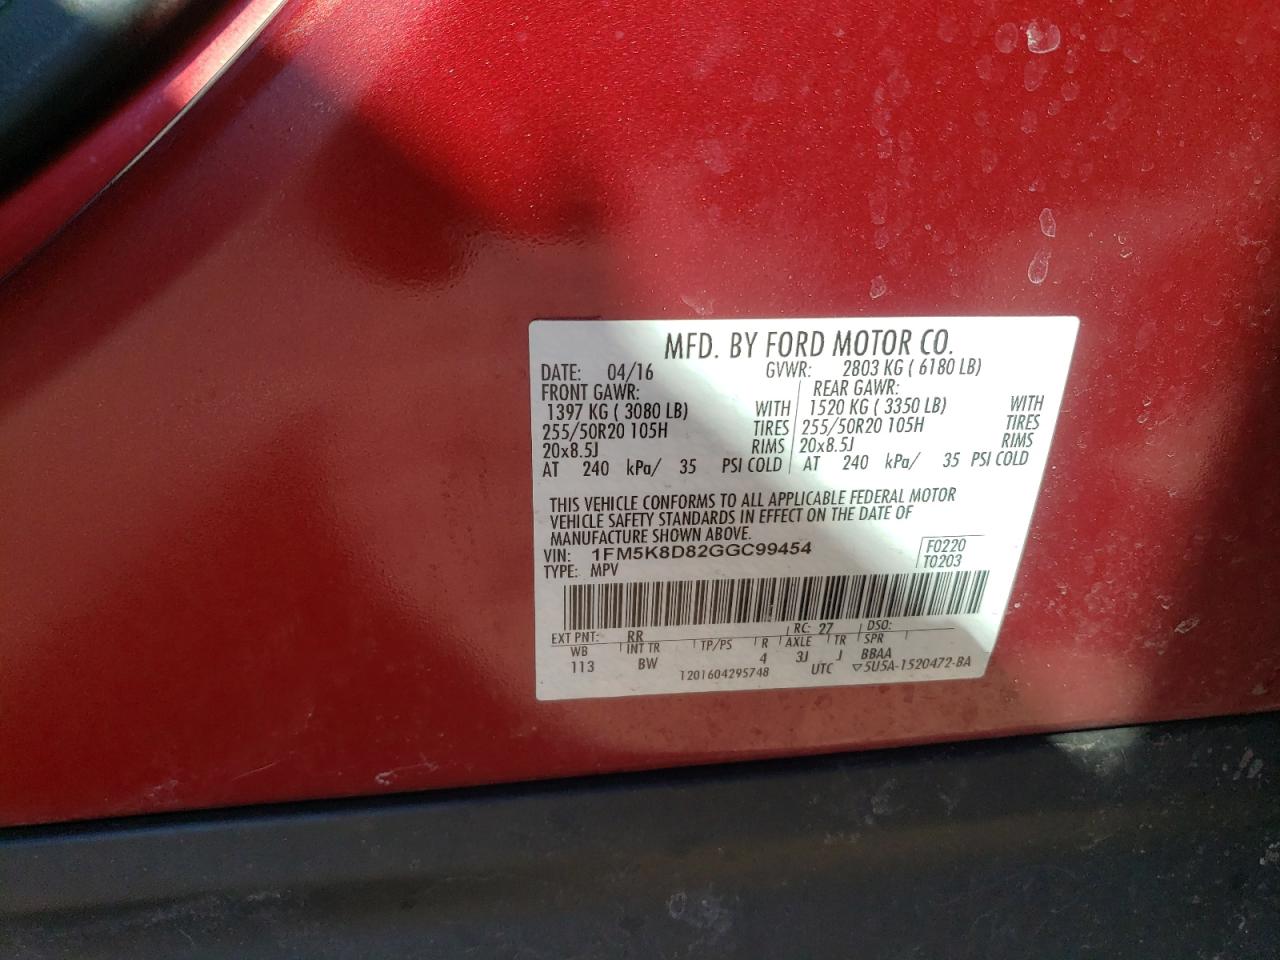 MFD. BY FORD MOTOR CO.
DATE: 04/16 GVWR: 2803 KG ( 6180 LB)
FRONT GAWR: REAR GAWR:
1397 KG ( 3080 LB) WITH 1520 KG ( 3350 LB) WITH
255/50R20 105H TIRES 255/50R20 105H TIRES
20x8.5J RIMS 20x8.5J RIMS
AT 240 kPa/ 35 PSI COLD AT 240 kPa/ 35 PSI COLD
THIS VEHICLE CONFORMS TO ALL APPLICABLE FEDERAL MOTOR
VEHICLE SAFETY STANDARDS IN EFFECT ON THE DATE OF
MANUFACTURE SHOWN ABOVE.
VIN: 1FM5K8D82GGC99454 F0220
TYPE: MPV T0203
EXT PNT: RR RC: 27 DSO:
WB INT TR TP/PS R AXLE TR SPR
113 BW 4 3J J BBAA
1201604295748 UTC ▽5U5A-1520472-BA